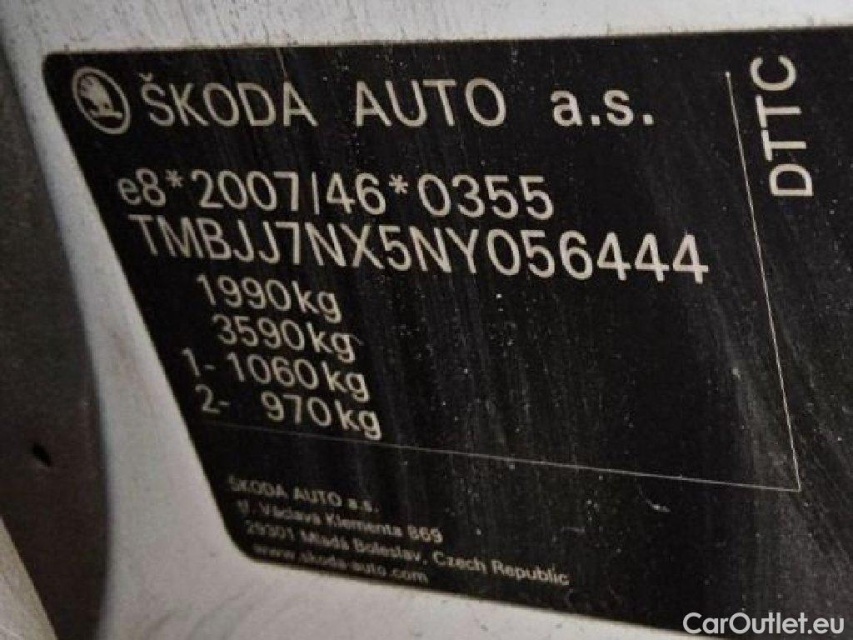 ŠKODA AUTO a.s.
DTTC
e8*2007/46*0355
TMBJJ7NX5NY056444
1990kg
3590kg
1- 1060kg
2- 970kg
ŠKODA AUTO a.s.
tř. Václava Klementa 869
29301 Mladá Boleslav, Czech Republic
www.skoda-auto.com
CarOutlet.eu